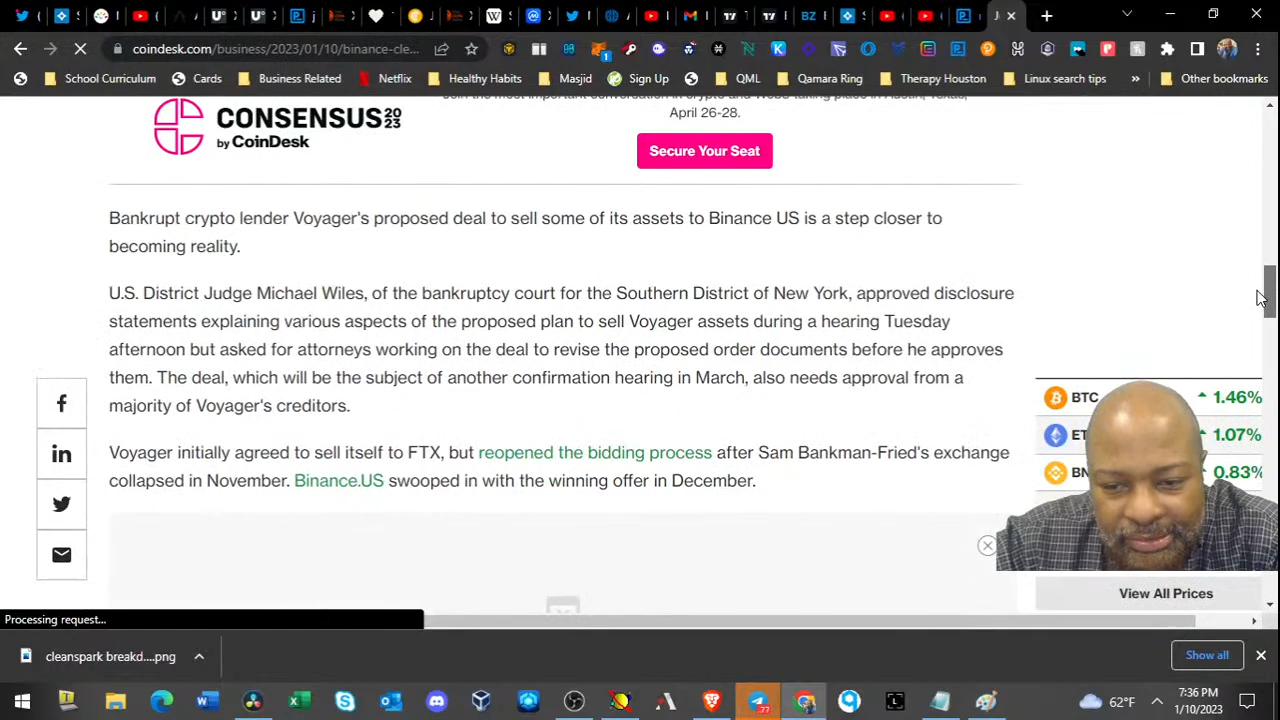 coindesk.com/business/2023/01/10/binance-cle...
School Curriculum
Cards
Business Related
Netflix
Healthy Habits
Masjid
Sign Up
QML
Qamara Ring
Therapy Houston
Linux search tips
»
Other bookmarks
CONSENSUS 2023
by CoinDesk
April 26-28.
Secure Your Seat
Bankrupt crypto lender Voyager's proposed deal to sell some of its assets to Binance US is a step closer to
becoming reality.
U.S. District Judge Michael Wiles, of the bankruptcy court for the Southern District of New York, approved disclosure
statements explaining various aspects of the proposed plan to sell Voyager assets during a hearing Tuesday
afternoon but asked for attorneys working on the deal to revise the proposed order documents before he approves
them. The deal, which will be the subject of another confirmation hearing in March, also needs approval from a
majority of Voyager's creditors.
Voyager initially agreed to sell itself to FTX, but reopened the bidding process after Sam Bankman-Fried's exchange
collapsed in November. Binance.US swooped in with the winning offer in December.
BTC 1.46%
1.07%
0.83%
View All Prices
Processing request...
cleanspark breakd....png
Show all
62°F
7:36 PM
1/10/2023